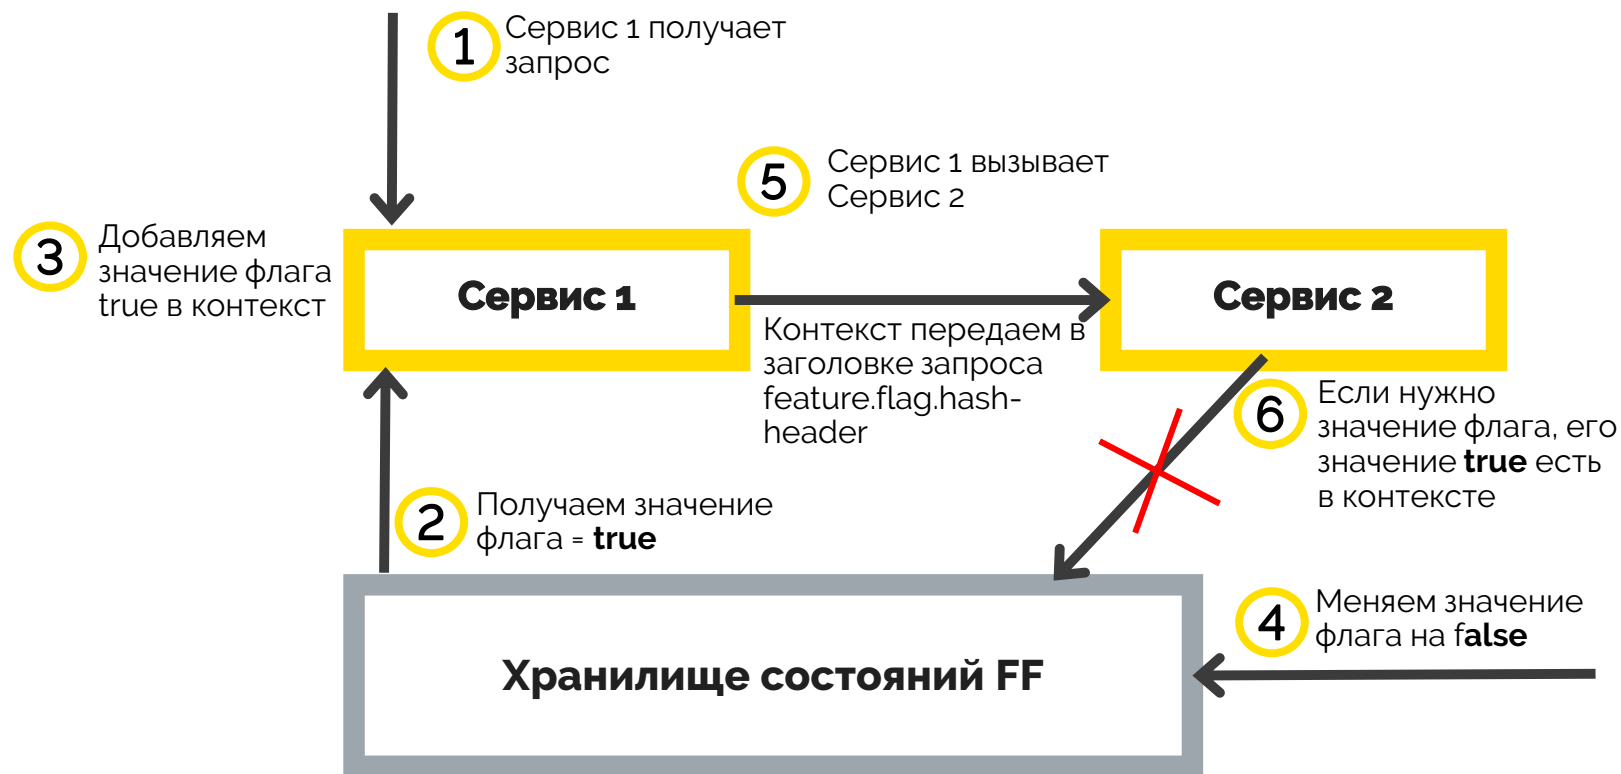 1
Сервис 1 получает
запрос
5
Сервис 1 вызывает
Сервис 2
3
Добавляем
значение флага
true в контекст
Сервис 1
Сервис 2
Контекст передаем в
заголовке запроса
feature.flag.hash-
header
6
Если нужно
значение флага, его
значение true есть
в контексте
2
Получаем значение
флага = true
4
Меняем значение
флага на false
Хранилище состояний FF